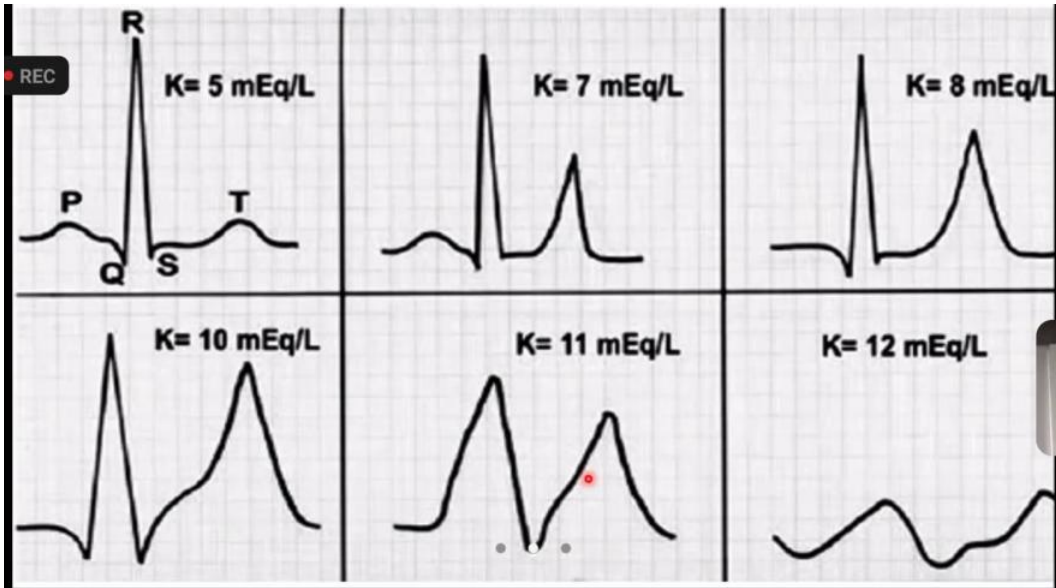 R
REC
K= 5 mEq/L
K= 7 mEq/L
K= 8 mEq/L
P
T
Q
S
K= 10 mEq/L
K= 11 mEq/L
K= 12 mEq/L